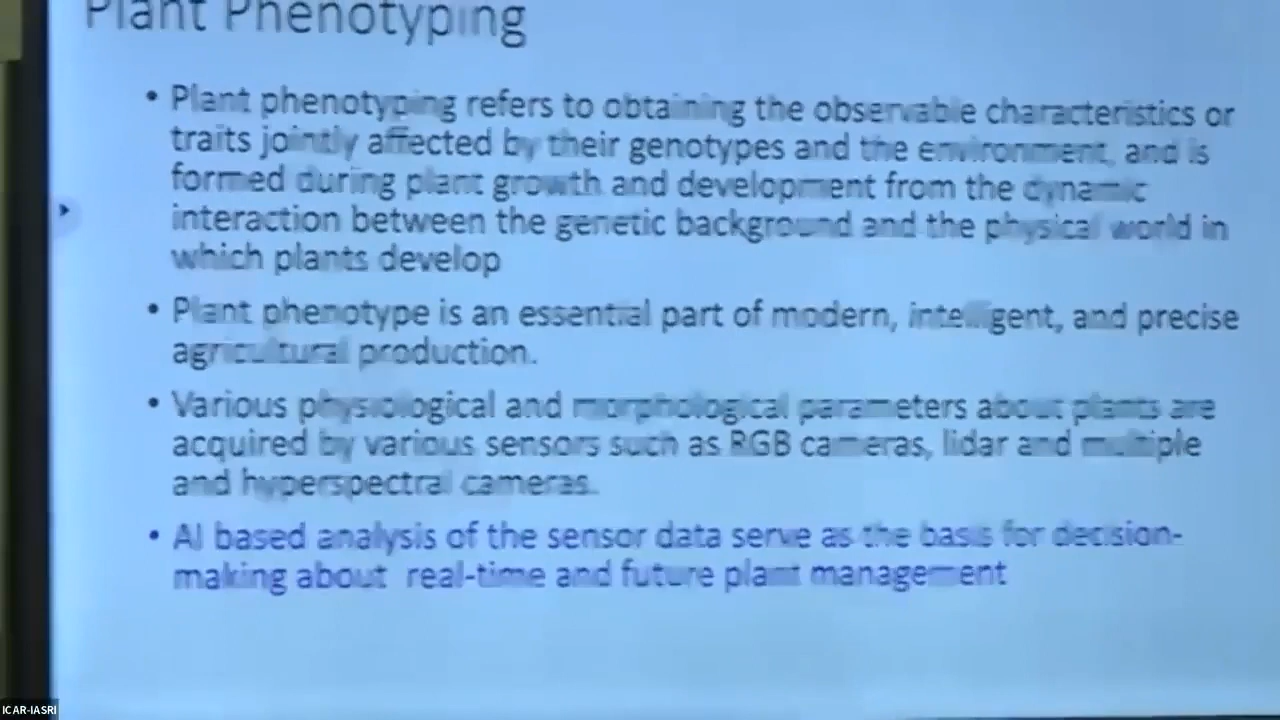 Plant Phenotyping
• Plant phenotyping refers to obtaining the observable characteristics or
traits jointly affected by their genotypes and the environment, and is
formed during plant growth and development from the dynamic
interaction between the genetic background and the physical world in
which plants develop
• Plant phenotype is an essential part of modern, intelligent, and precise
agricultural production.
• Various physiological and morphological parameters about plants are
acquired by various sensors such as RGB cameras, lidar and multiple
and hyperspectral cameras.
• AI based analysis of the sensor data serve as the basis for decision-
making about real-time and future plant management
ICAR-IASRI